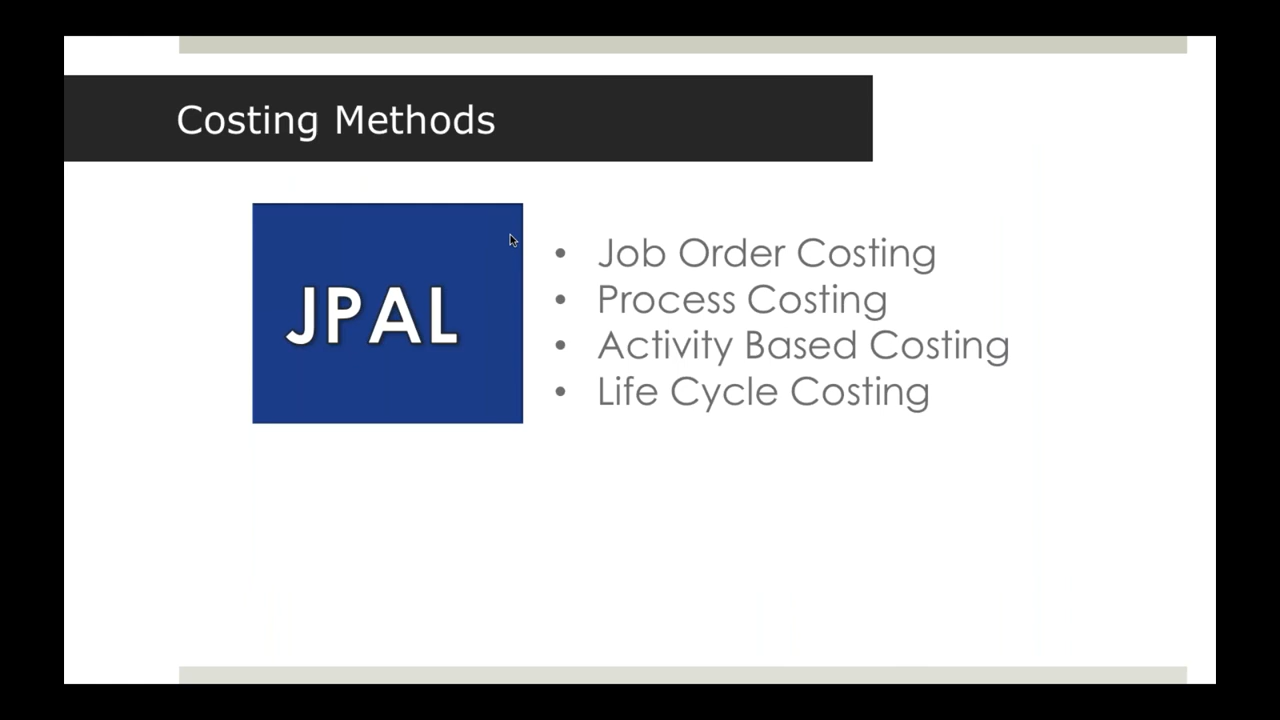 Costing Methods
JPAL
• Job Order Costing
• Process Costing
• Activity Based Costing
• Life Cycle Costing